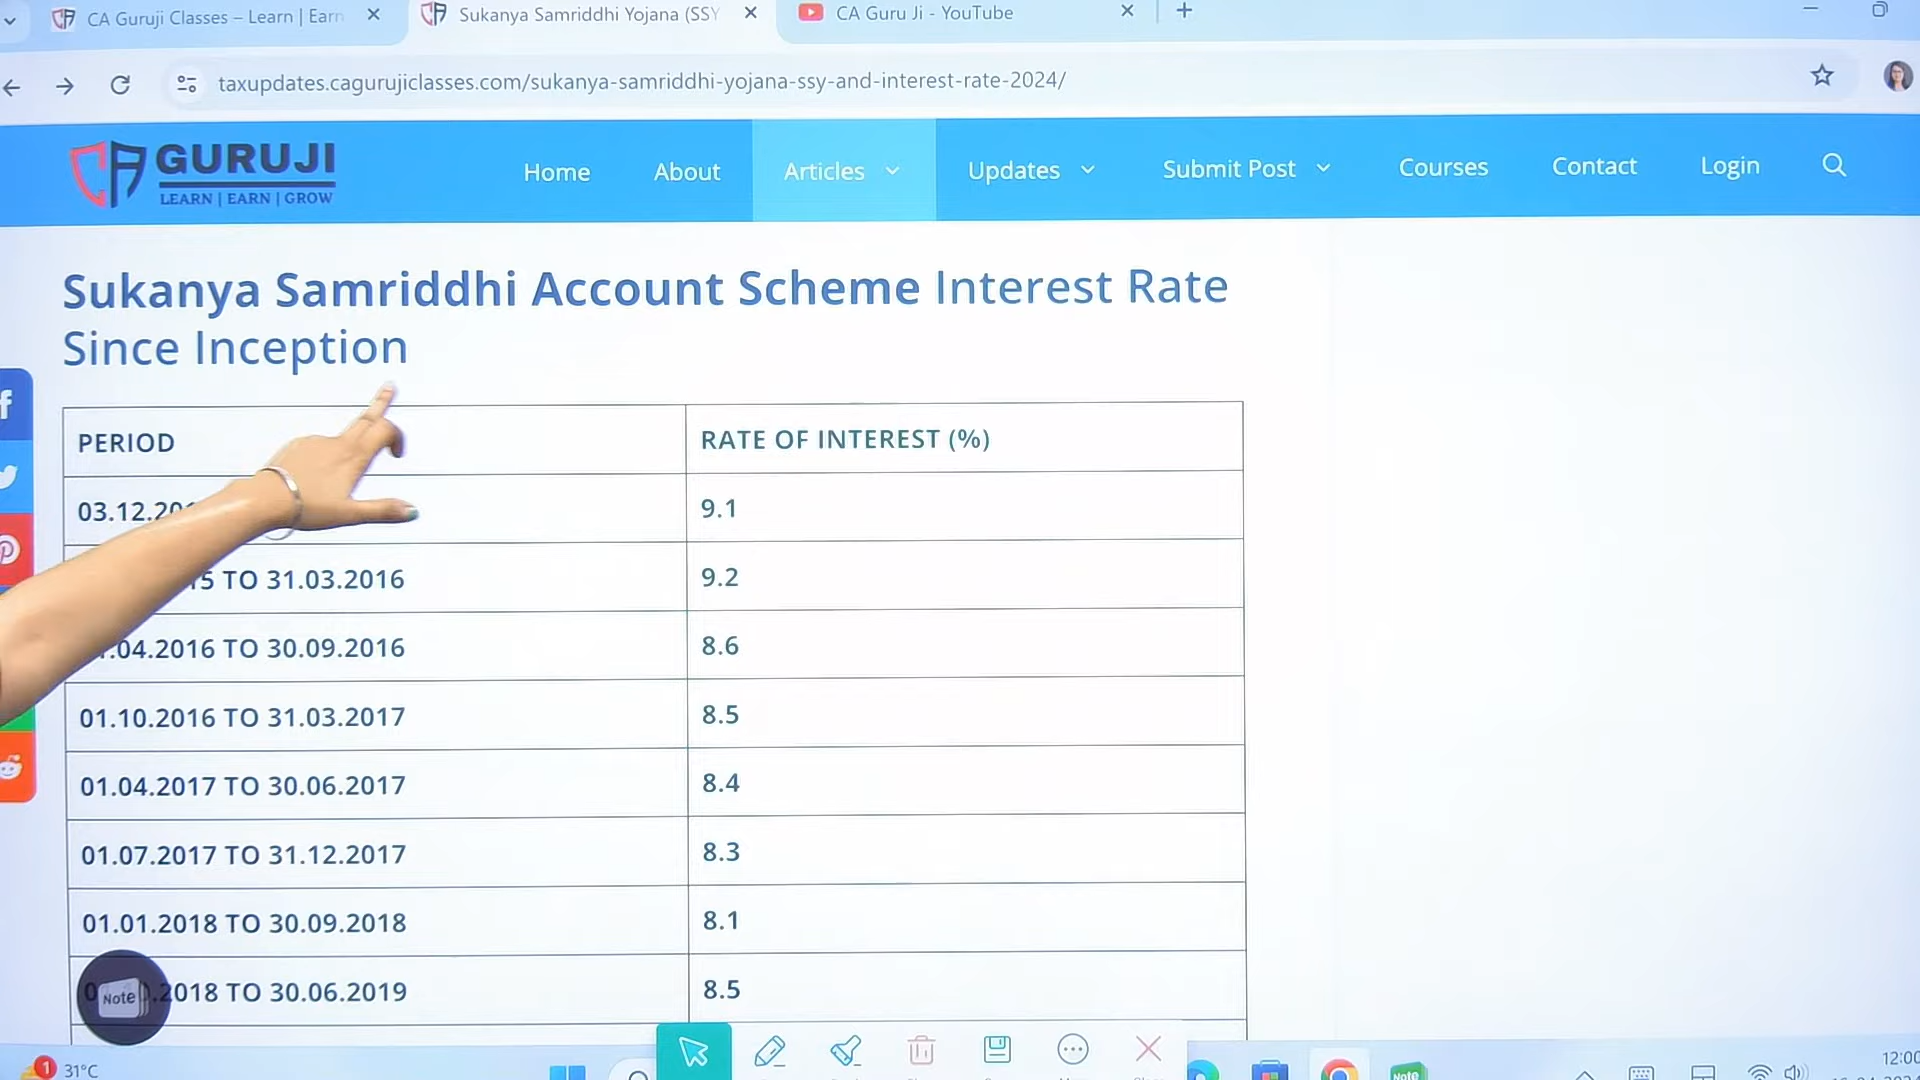 CA Guruji Classes – Learn | Earn
Sukanya Samriddhi Yojana (SSY
CA Guru Ji - YouTube
taxupdates.cagurujiclasses.com/sukanya-samriddhi-yojana-ssy-and-interest-rate-2024/
CA GURUJI
LEARN | EARN | GROW
Home
About
Articles
Updates
Submit Post
Courses
Contact
Login
Sukanya Samriddhi Account Scheme Interest Rate
Since Inception
PERIOD
RATE OF INTEREST (%)
9.1
TO 31.03.2016
9.2
.04.2016 TO 30.09.2016
8.6
01.10.2016 TO 31.03.2017
8.5
01.04.2017 TO 30.06.2017
8.4
01.07.2017 TO 31.12.2017
8.3
01.01.2018 TO 30.09.2018
8.1
.2018 TO 30.06.2019
8.5
Note
1
31°C
Note
12:00